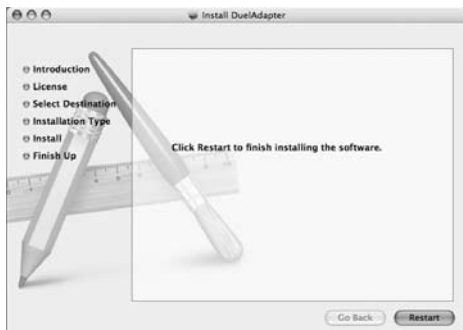 Install DuelAdapter
Introduction
License
Select Destination
Installation Type
Install
Finish Up
Click Restart to finish installing the software.
Go Back
Restart